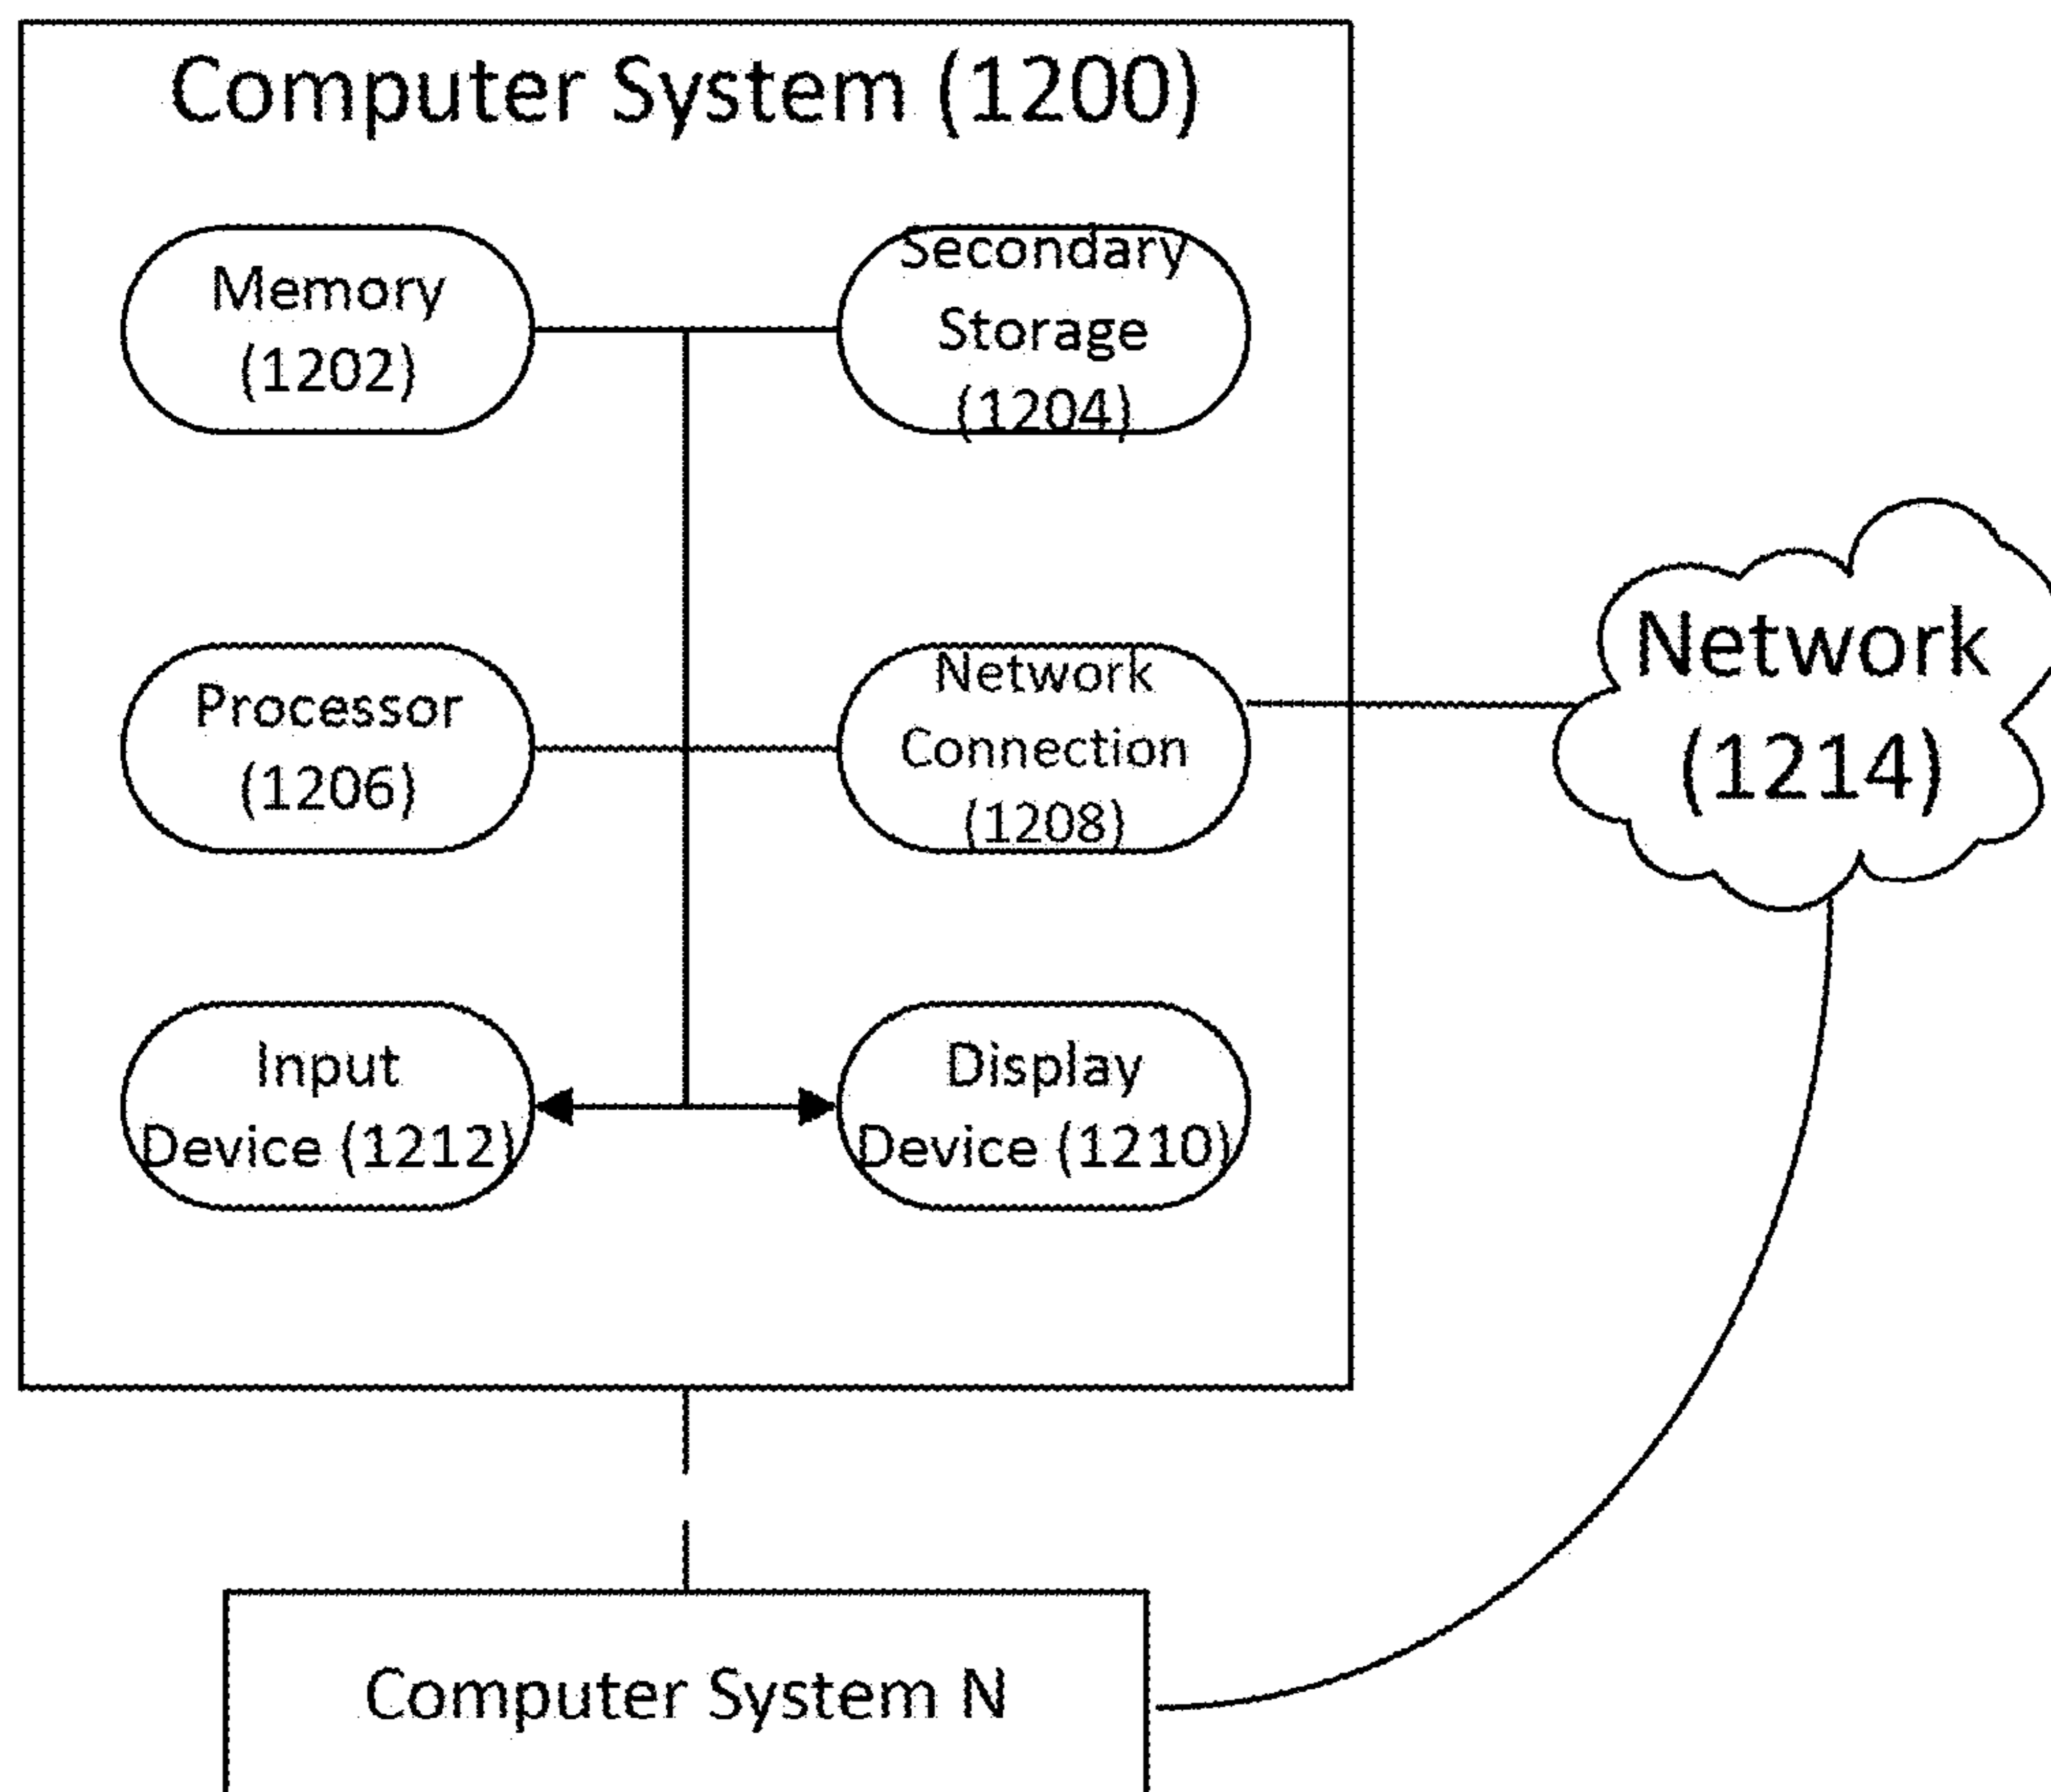 Computer System (1200)
Memory
(1202)
Secondary
Storage
(1204)
Processor
(1206)
Network
Connection
(1208)
Network
(1214)
Input
Device (1212)
Display
Device (1210)
Computer System N